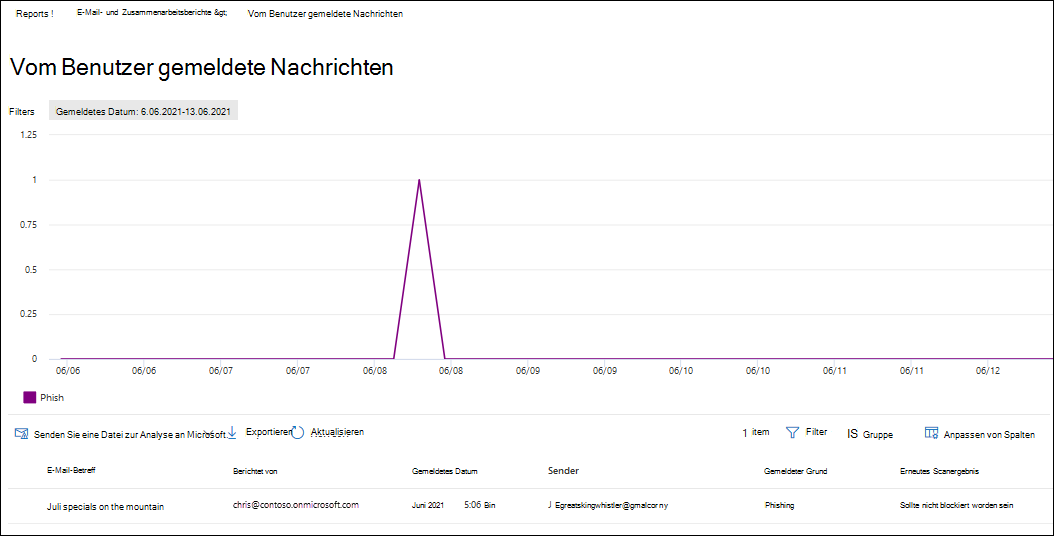 Reports ! E-Mail- und Zusammenarbeitsberichte &gt; Vom Benutzer gemeldete Nachrichten
Vom Benutzer gemeldete Nachrichten
Filters Gemeldetes Datum: 6.06.2021-13.06.2021
1.25
1
0.75
0.5
0.25
0
06/06 06/06 06/07 06/07 06/08 06/08 06/09 06/09 06/10 06/10 06/11 06/11 06/12
Phish
Senden Sie eine Datei zur Analyse an Microsoft. Exportieren Aktualisieren 1 item Filter IS Gruppe Anpassen von Spalten
E-Mail-Betreff Berichtet von Gemeldetes Datum Sender Gemeldeter Grund Erneutes Scanergebnis
Juli specials on the mountain chris@contoso.onmicrosoft.com Juni 2021 5:06 Bin J Egreatskingwhistler@gmalcorny Phishing Sollte nicht blockiert worden sein